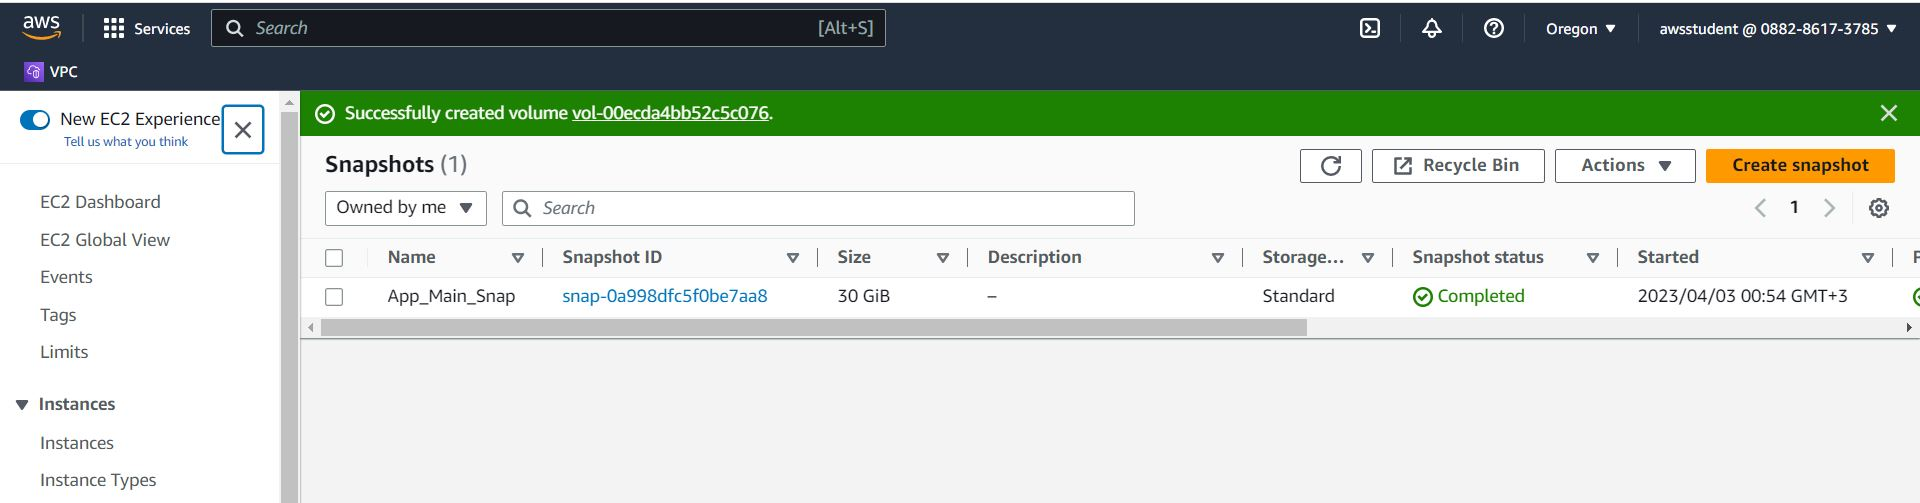 aws
Services
Search
[Alt+S]
Oregon
awsstudent @ 0882-8617-3785
VPC
New EC2 Experience
Tell us what you think
EC2 Dashboard
EC2 Global View
Events
Tags
Limits
Instances
Instances
Instance Types
Successfully created volume vol-00ecda4bb52c5c076.
Snapshots (1)
Recycle Bin
Actions
Create snapshot
Owned by me
Search
1
Name Snapshot ID Size Description Storage... Snapshot status Started
App_Main_Snap snap-0a998dfc5f0be7aa8 30 GiB – Standard Completed 2023/04/03 00:54 GMT+3